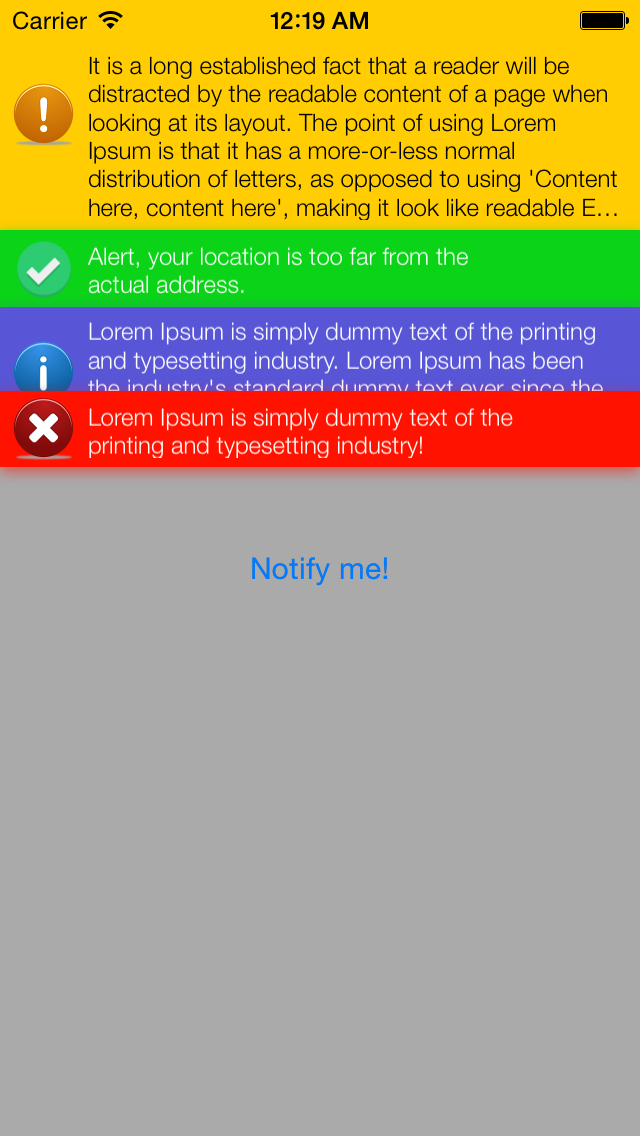 Carrier 12:19 AM
It is a long established fact that a reader will be
distracted by the readable content of a page when
looking at its layout. The point of using Lorem
Ipsum is that it has a more-or-less normal
distribution of letters, as opposed to using 'Content
here, content here', making it look like readable E…
Alert, your location is too far from the
actual address.
Lorem Ipsum is simply dummy text of the printing
and typesetting industry. Lorem Ipsum has been
the industry's standard dummy text ever since the
Lorem Ipsum is simply dummy text of the
printing and typesetting industry!
Notify me!